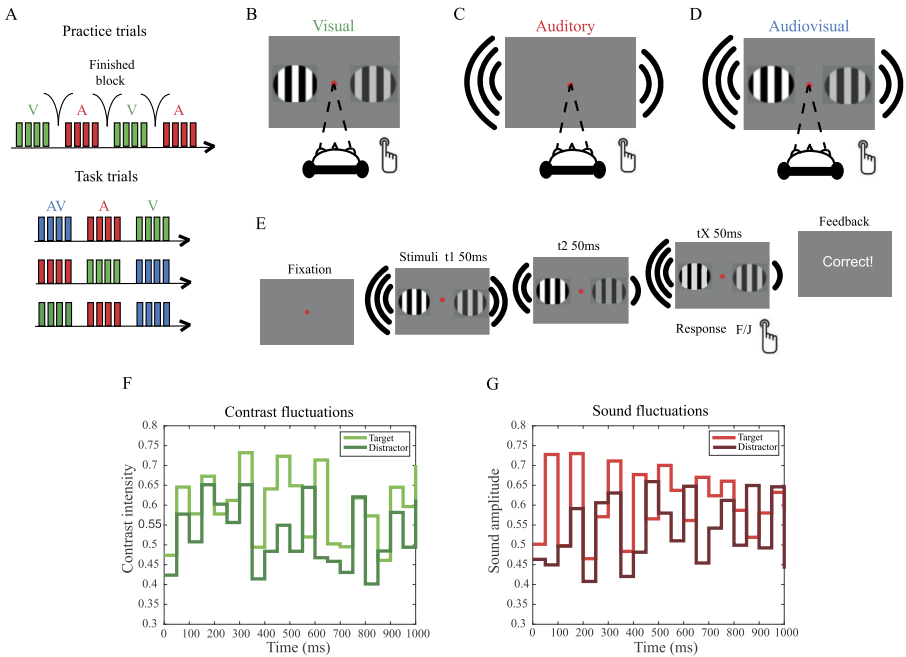 A
Practice trials
Finished
block
V A V A
Task trials
AV A V
B
Visual
C
Auditory
D
Audiovisual
E
Fixation
Stimuli t1 50ms
t2 50ms
tX 50ms
Response F/J
Feedback
Correct!
F
Contrast fluctuations
Target
Distractor
Contrast intensity
0.8
0.75
0.7
0.65
0.6
0.55
0.5
0.45
0.4
0.35
0.3
0 100 200 300 400 500 600 700 800 900 1000
Time (ms)
G
Sound fluctuations
Target
Distractor
Sound amplitude
0.8
0.75
0.7
0.65
0.6
0.55
0.5
0.45
0.4
0.35
0.3
0 100 200 300 400 500 600 700 800 900 1000
Time (ms)